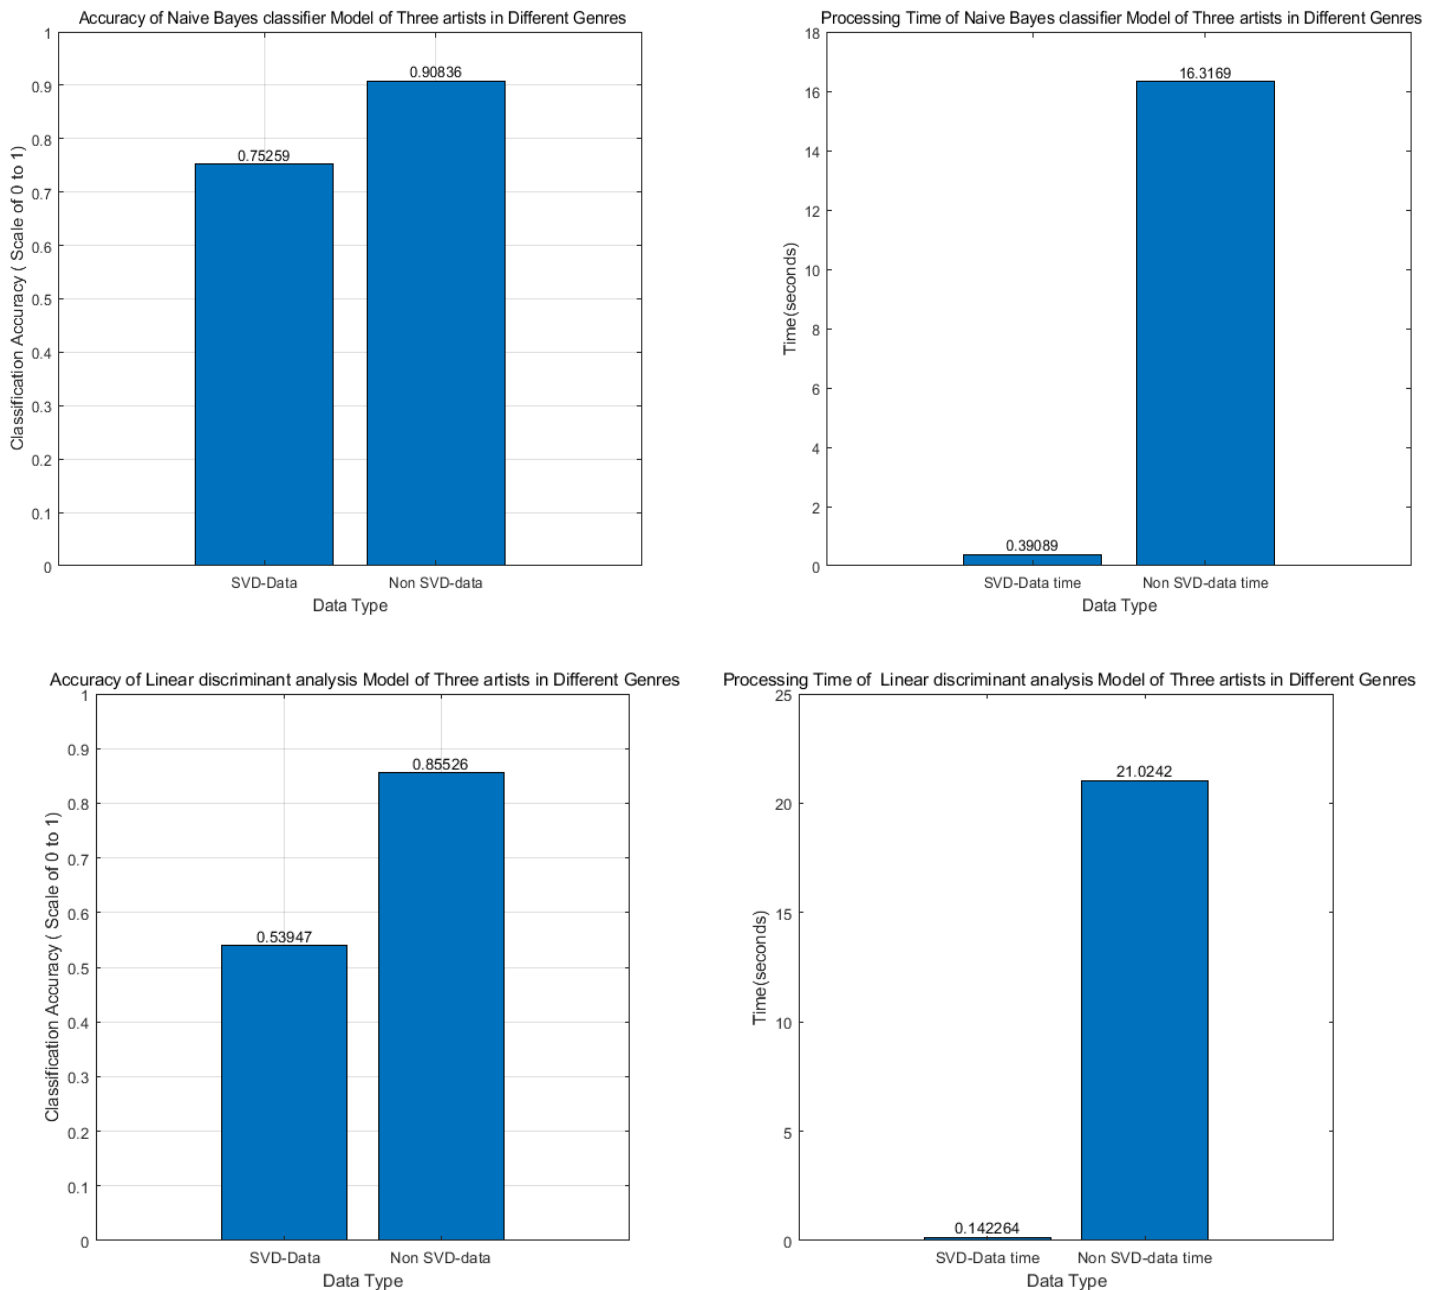 Accuracy of Naive Bayes classifier Model of Three artists in Different Genres
1
0.9
0.8
0.7
0.6
0.5
0.4
0.3
0.2
0.1
0
Classification Accuracy ( Scale of 0 to 1)
0.75259
0.90836
SVD-Data
Non SVD-data
Data Type
Processing Time of Naive Bayes classifier Model of Three artists in Different Genres
18
16
14
12
10
8
6
4
2
0
Time(seconds)
0.39089
16.3169
SVD-Data time
Non SVD-data time
Data Type
Accuracy of Linear discriminant analysis Model of Three artists in Different Genres
1
0.9
0.8
0.7
0.6
0.5
0.4
0.3
0.2
0.1
0
Classification Accuracy ( Scale of 0 to 1)
0.53947
0.85526
SVD-Data
Non SVD-data
Data Type
Processing Time of  Linear discriminant analysis Model of Three artists in Different Genres
25
20
15
10
5
0
Time(seconds)
0.142264
21.0242
SVD-Data time
Non SVD-data time
Data Type